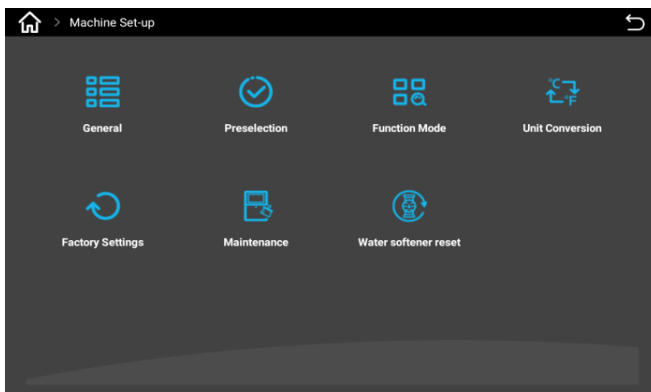 > Machine Set-up
General
Preselection
Function Mode
Unit Conversion
°C
°F
Factory Settings
Maintenance
Water softener reset